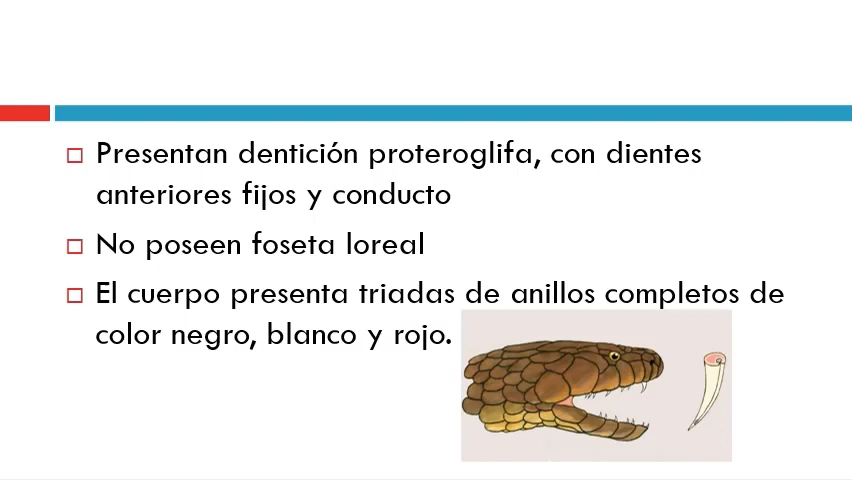 Presentan dentición proteroglifa, con dientes
anteriores fijos y conducto
No poseen foseta loreal
El cuerpo presenta triadas de anillos completos de
color negro, blanco y rojo.